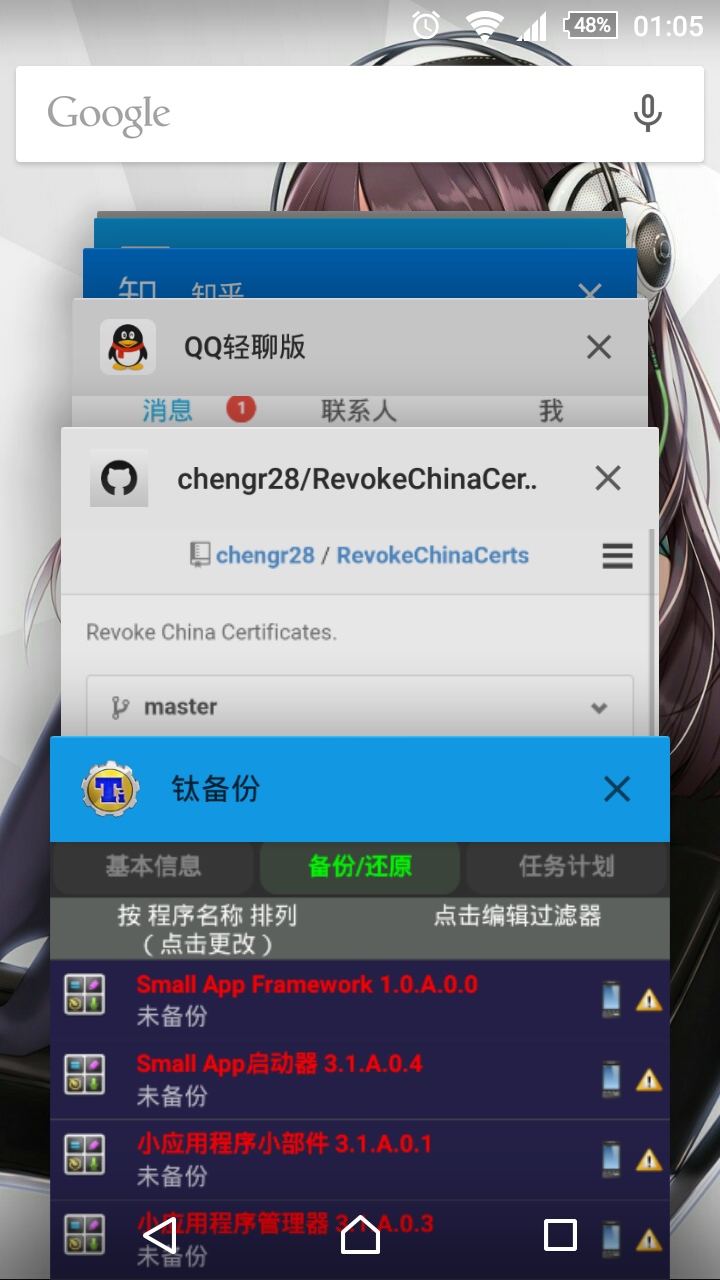 48% 01:05
Google
知 知乎
QQ轻聊版
消息 1 联系人 我
chengr28/RevokeChinaCer..
chengr28 / RevokeChinaCerts
Revoke China Certificates.
master
Ti 钛备份
基本信息 备份/还原 任务计划
按 程序名称 排列 点击编辑过滤器
（点击更改）
Small App Framework 1.0.A.0.0
未备份
Small App启动器 3.1.A.0.4
未备份
小应用程序小部件 3.1.A.0.1
未备份
小应用程序管理器 3.1.A.0.3
未备份